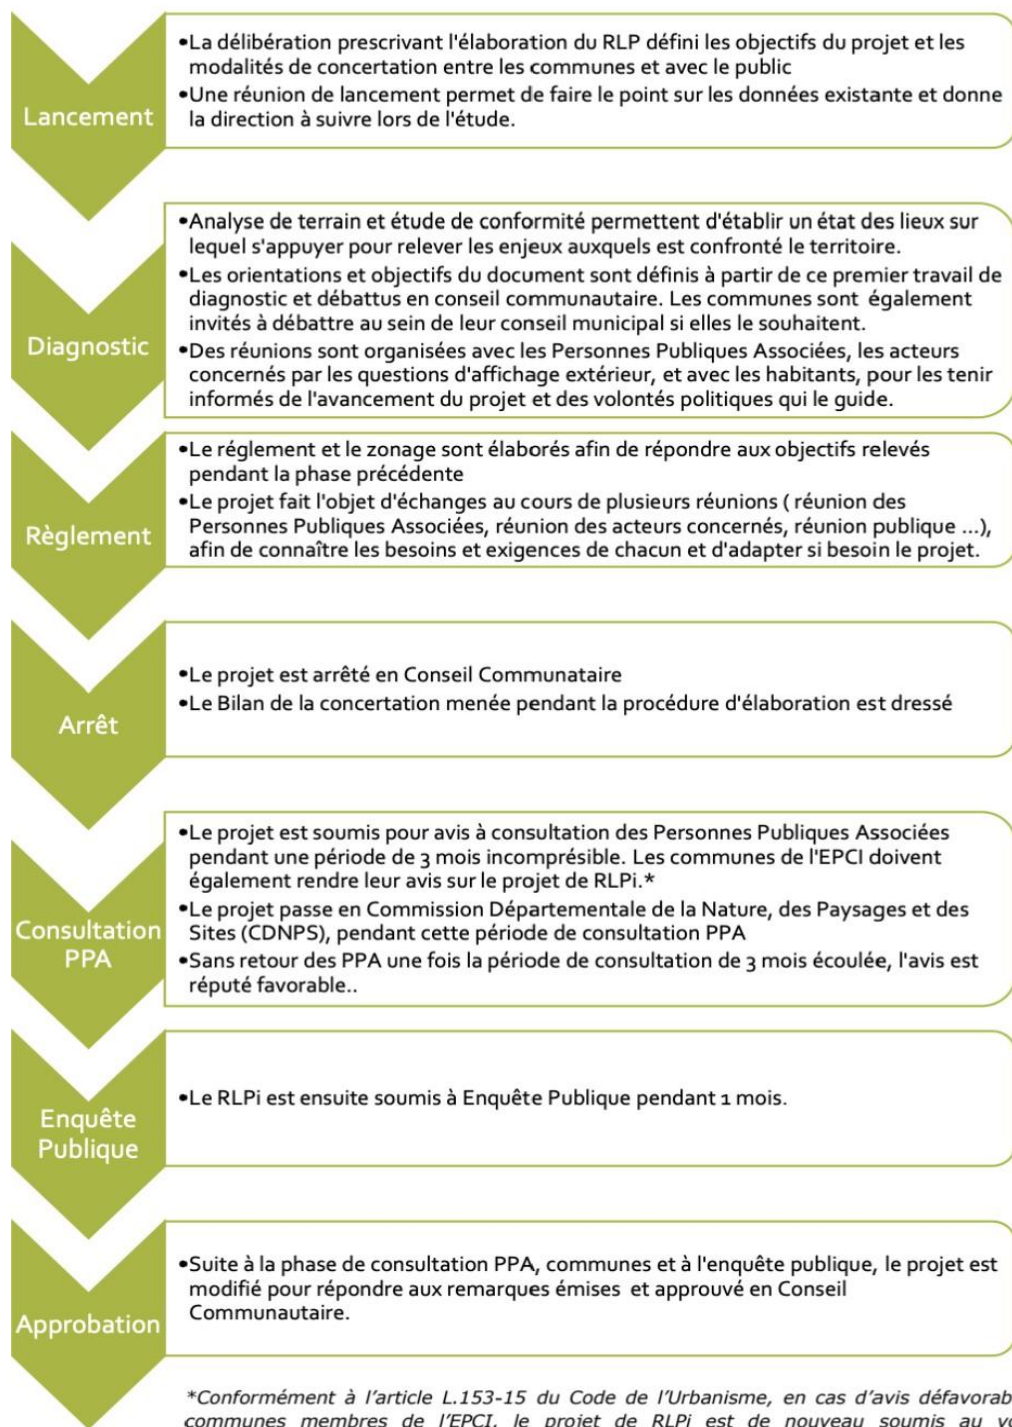 Lancement
•La délibération prescrivant l'élaboration du RLP défini les objectifs du projet et les
modalités de concertation entre les communes et avec le public
•Une réunion de lancement permet de faire le point sur les données existante et donne
la direction à suivre lors de l'étude.
Diagnostic
•Analyse de terrain et étude de conformité permettent d'établir un état des lieux sur
lequel s'appuyer pour relever les enjeux auxquels est confronté le territoire.
•Les orientations et objectifs du document sont définis à partir de ce premier travail de
diagnostic et débattus en conseil communautaire. Les communes sont également
invités à débattre au sein de leur conseil municipal si elles le souhaitent.
•Des réunions sont organisées avec les Personnes Publiques Associées, les acteurs
concernés par les questions d'affichage extérieur, et avec les habitants, pour les tenir
informés de l'avancement du projet et des volontés politiques qui le guide.
Règlement
•Le réglement et le zonage sont élaborés afin de répondre aux objectifs relevés
pendant la phase précédente
•Le projet fait l'objet d'échanges au cours de plusieurs réunions ( réunion des
Personnes Publiques Associées, réunion des acteurs concernés, réunion publique ...),
afin de connaître les besoins et exigences de chacun et d'adapter si besoin le projet.
Arrêt
•Le projet est arrêté en Conseil Communataire
•Le Bilan de la concertation menée pendant la procédure d'élaboration est dressé
Consultation
PPA
•Le projet est soumis pour avis à consultation des Personnes Publiques Associées
pendant une période de 3 mois incomprésible. Les communes de l'EPCI doivent
également rendre leur avis sur le projet de RLPi.*
•Le projet passe en Commission Départementale de la Nature, des Paysages et des
Sites (CDNPS), pendant cette période de consultation PPA
•Sans retour des PPA une fois la période de consultation de 3 mois écoulée, l'avis est
réputé favorable..
Enquête
Publique
•Le RLPi est ensuite soumis à Enquête Publique pendant 1 mois.
Approbation
•Suite à la phase de consultation PPA, communes et à l'enquête publique, le projet est
modifié pour répondre aux remarques émises et approuvé en Conseil
Communautaire.
*Conformément à l'article L.153-15 du Code de l'Urbanisme, en cas d'avis
communes membres de l'EPCI, le projet de RLPi est de nouveau soumis au